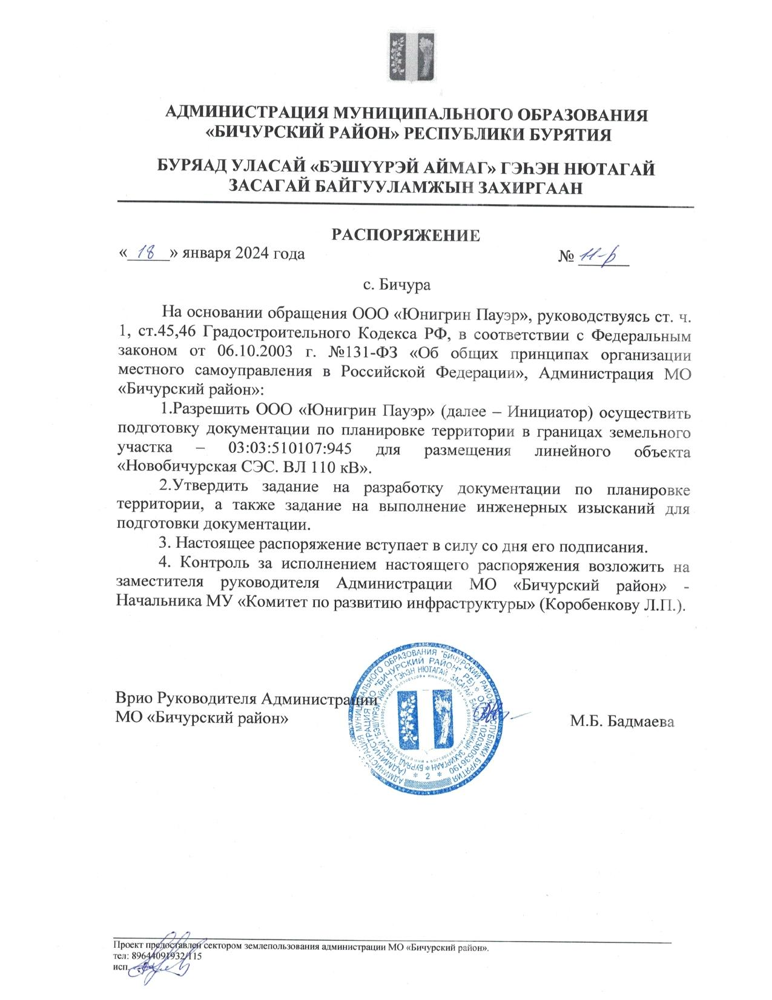 АДМИНИСТРАЦИЯ МУНИЦИПАЛЬНОГО ОБРАЗОВАНИЯ
«БИЧУРСКИЙ РАЙОН» РЕСПУБЛИКИ БУРЯТИЯ
БУРЯАД УЛАСАЙ «БЭШҮҮРЭЙ АЙМАГ» ГЭҺЭН НЮТАГАЙ
ЗАСАГАЙ БАЙГУУЛАМЖЫН ЗАХИРГААН
РАСПОРЯЖЕНИЕ
«18» января 2024 года № 11-р
с. Бичура
На основании обращения ООО «Юнигрин Пауэр», руководствуясь ст. ч.
1, ст.45,46 Градостроительного Кодекса РФ, в соответствии с Федеральным
законом от 06.10.2003 г. №131-ФЗ «Об общих принципах организации
местного самоуправления в Российской Федерации», Администрация МО
«Бичурский район»:
1.Разрешить ООО «Юнигрин Пауэр» (далее – Инициатор) осуществить
подготовку документации по планировке территории в границах земельного
участка – 03:03:510107:945 для размещения линейного объекта
«Новобичурская СЭС. ВЛ 110 кВ».
2.Утвердить задание на разработку документации по планировке
территории, а также задание на выполнение инженерных изысканий для
подготовки документации.
3. Настоящее распоряжение вступает в силу со дня его подписания.
4. Контроль за исполнением настоящего распоряжения возложить на
заместителя руководителя Администрации МО «Бичурский район» -
Начальника МУ «Комитет по развитию инфраструктуры» (Коробенкову Л.П.).
Врио Руководителя Администрации
МО «Бичурский район» М.Б. Бадмаева
АДМИНИСТРАЦИЯ МУНИЦИПАЛЬНОГО ОБРАЗОВАНИЯ "БИЧУРСКИЙ РАЙОН" РЕСПУБЛИКИ БУРЯТИЯ
(АДМИНИСТРАЦИЯ МО "БИЧУРСКИЙ РАЙОН" РБ) * 1020300536190 * 2 *
БУРЯАД УЛАСАЙ "БЭШҮҮРЭЙ АЙМАГ" ГЭҺЭН НЮТАГАЙ ЗАСАГАЙ БАЙГУУЛАМЖЫН ЗАХИРГААН *
Проект предоставлен сектором землепользования администрации МО «Бичурский район».
тел: 89644091932/115
исп.